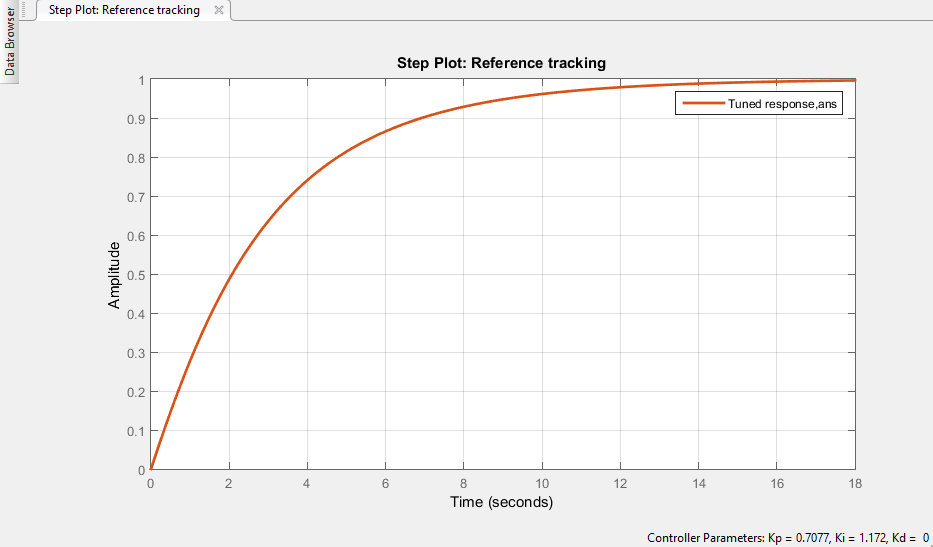 Step Plot: Reference tracking
Data Browser
Step Plot: Reference tracking
Tuned response,ans
1
0.9
0.8
0.7
0.6
0.5
0.4
0.3
0.2
0.1
0
Amplitude
0 2 4 6 8 10 12 14 16 18
Time (seconds)
Controller Parameters: Kp = 0.7077, Ki = 1.172, Kd = 0